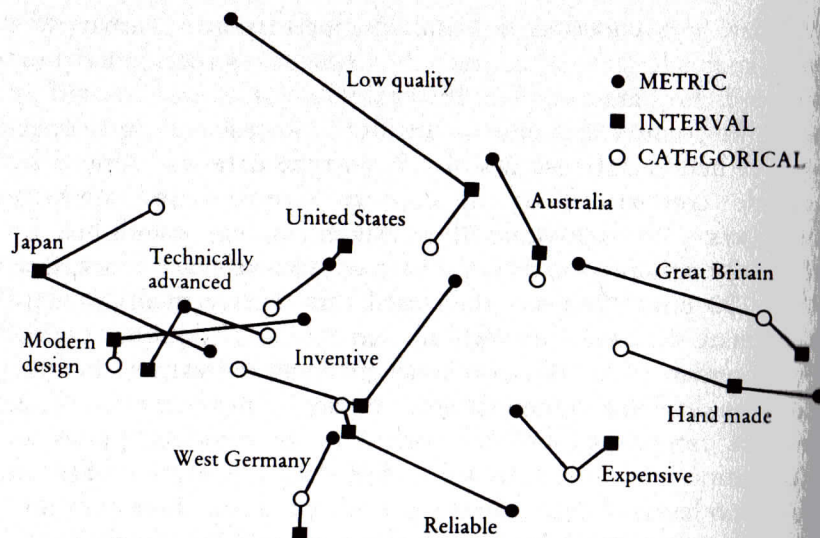 Low quality
METRIC
INTERVAL
CATEGORICAL
United States
Australia
Japan
Technically
advanced
Great Britain
Modern
design
Inventive
Hand made
West Germany
Expensive
Reliable